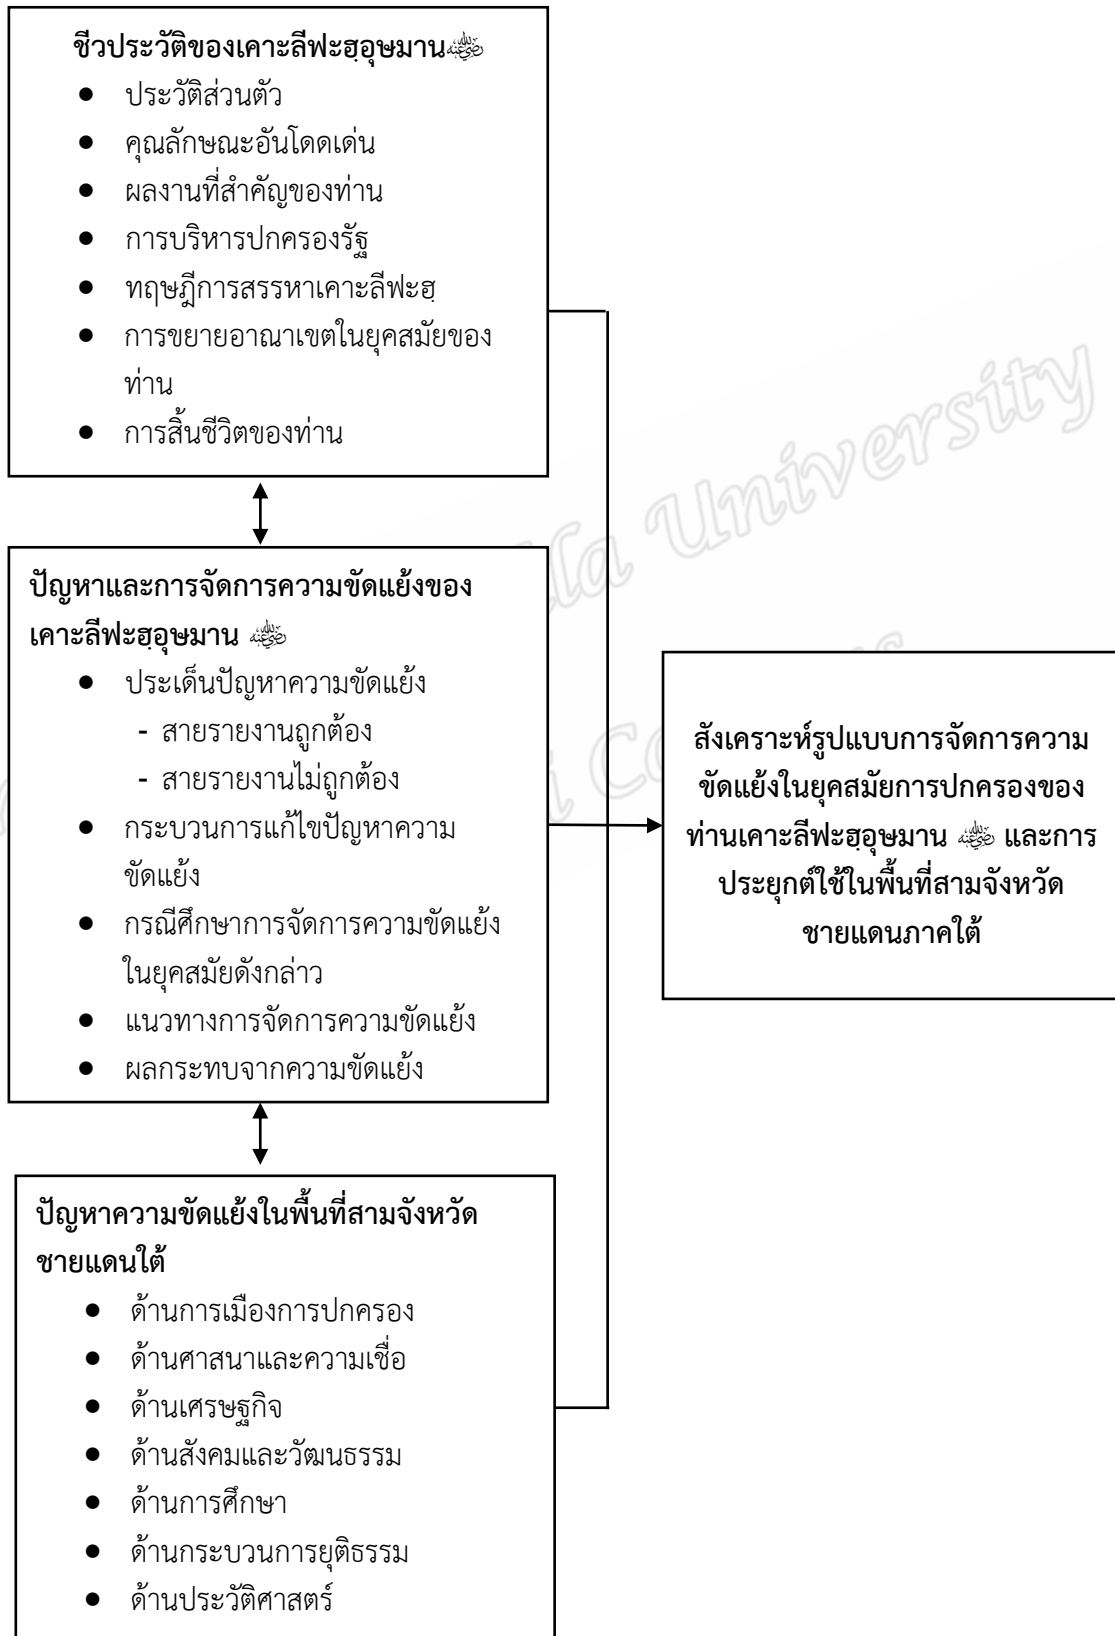 ชีวประวัติของเคาะลีฟะฮฺอุษมาน
● ประวัติส่วนตัว
● คุณลักษณะอันโดดเด่น
● ผลงานที่สำคัญของท่าน
● การบริหารปกครองรัฐ
● ทฤษฎีการสรรหาเคาะลีฟะฮฺ
● การขยายอาณาเขตในยุคสมัยของ
ท่าน
● การสิ้นชีวิตของท่าน
ปัญหาและการจัดการความขัดแย้งของ
เคาะลีฟะฮฺอุษมาน
● ประเด็นปัญหาความขัดแย้ง
- สายรายงานถูกต้อง
- สายรายงานไม่ถูกต้อง
● กระบวนการแก้ไขปัญหาความ
ขัดแย้ง
● กรณีศึกษาการจัดการความขัดแย้ง
ในยุคสมัยดังกล่าว
● แนวทางการจัดการความขัดแย้ง
● ผลกระทบจากความขัดแย้ง
ปัญหาความขัดแย้งในพื้นที่สามจังหวัด
ชายแดนใต้
● ด้านการเมืองการปกครอง
● ด้านศาสนาและความเชื่อ
● ด้านเศรษฐกิจ
● ด้านสังคมและวัฒนธรรม
● ด้านการศึกษา
● ด้านกระบวนการยุติธรรม
● ด้านประวัติศาสตร์
สังเคราะห์รูปแบบการจัดการความ
ขัดแย้งในยุคสมัยการปกครองของ
ท่านเคาะลีฟะฮฺอุษมาน และการ
ประยุกต์ใช้ในพื้นที่สามจังหวัด
ชายแดนภาคใต้
University